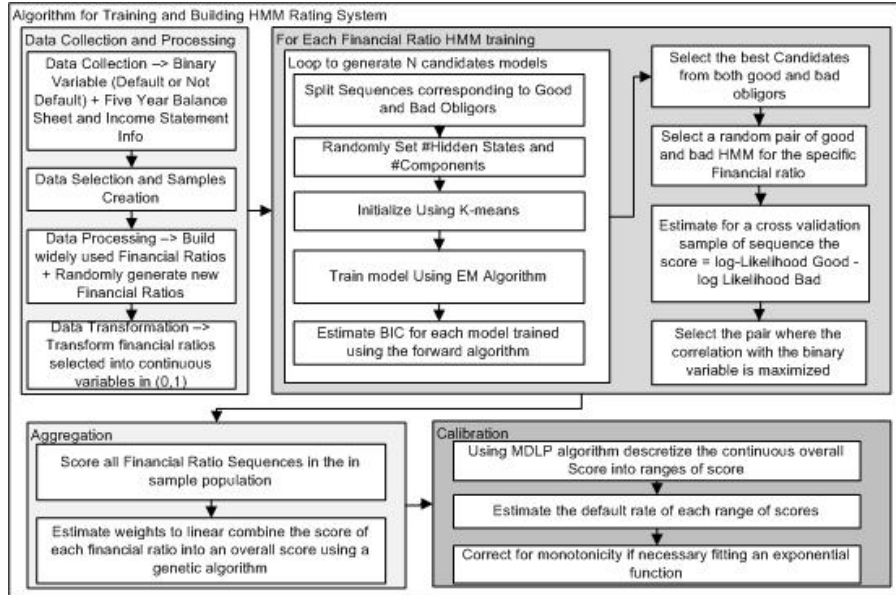 Algorithm for Training and Building HMM Rating System
Data Collection and Processing
Data Collection --> Binary
Variable (Default or Not
Default) + Five Year Balance
Sheet and Income Statement
Info
Data Selection and Samples
Creation
Data Processing --> Build
widely used Financial Ratios
+ Randomly generate new
Financial Ratios
Data Transformation -->
Transform financial ratios
selected into continuous
variables in (0,1)
For Each Financial Ratio HMM training
Loop to generate N candidates models
Split Sequences corresponding to Good
and Bad Obligors
Randomly Set #Hidden States and
#Components
Initialize Using K-means
Train model Using EM Algorithm
Estimate BIC for each model trained
using the forward algorithm
Select the best Candidates
from both good and bad
obligors
Select a random pair of good
and bad HMM for the specific
Financial ratio
Estimate for a cross validation
sample of sequence the
score = log-Likelihood Good -
log Likelihood Bad
Select the pair where the
correlation with the binary
variable is maximized
Aggregation
Score all Financial Ratio Sequences in the in
sample population
Estimate weights to linear combine the score of
each financial ratio into an overall score using a
genetic algorithm
Calibration
Using MDLP algorithm descretize the continuous overall
Score into ranges of score
Estimate the default rate of each range of scores
Correct for monotonicity if necessary fitting an exponential
function